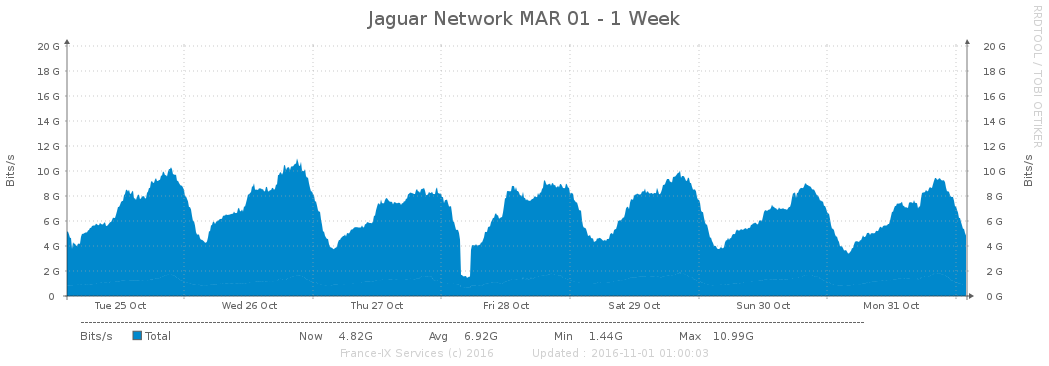 Jaguar Network MAR 01 - 1 Week
RRDTOOL / TOBI OETIKER
Bits/s
Bits/s
20 G 20 G
18 G 18 G
16 G 16 G
14 G 14 G
12 G 12 G
10 G 10 G
8 G 8 G
6 G 6 G
4 G 4 G
2 G 2 G
0 0 G
Tue 25 Oct Wed 26 Oct Thu 27 Oct Fri 28 Oct Sat 29 Oct Sun 30 Oct Mon 31 Oct
Bits/s Total Now 4.82G Avg 6.92G Min 1.44G Max 10.99G
France-IX Services (c) 2016 Updated : 2016-11-01 01:00:03